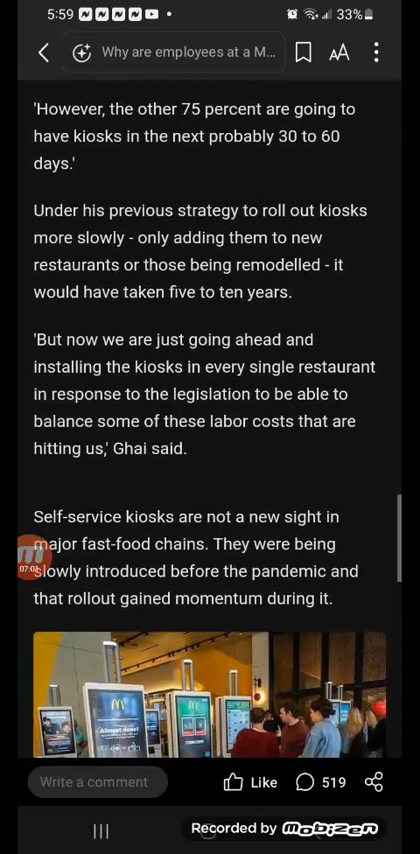 5:59
33%
Why are employees at a M...
AA
'However, the other 75 percent are going to
have kiosks in the next probably 30 to 60
days.'
Under his previous strategy to roll out kiosks
more slowly - only adding them to new
restaurants or those being remodelled - it
would have taken five to ten years.
'But now we are just going ahead and
installing the kiosks in every single restaurant
in response to the legislation to be able to
balance some of these labor costs that are
hitting us,' Ghai said.
Self-service kiosks are not a new sight in
major fast-food chains. They were being
slowly introduced before the pandemic and
that rollout gained momentum during it.
07:03
Almost done!
Write a comment
Like
519
Recorded by MOBIZEN